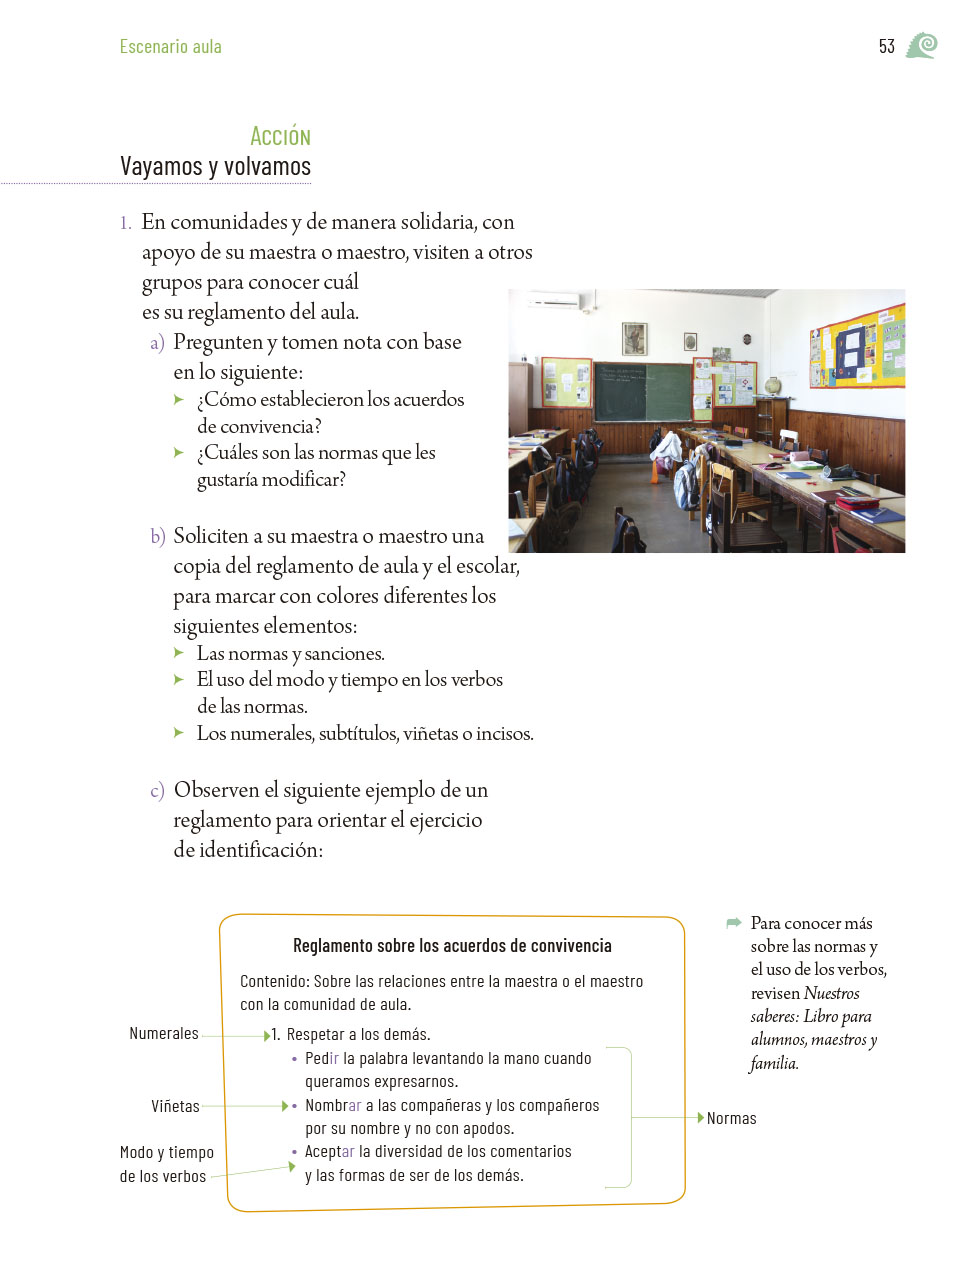 Escenario aula
53
Acción
Vayamos y volvamos
1. En comunidades y de manera solidaria, con
apoyo de su maestra o maestro, visiten a otros
grupos para conocer cuál
es su reglamento del aula.
a) Pregunten y tomen nota con base
en lo siguiente:
➤ ¿Cómo establecieron los acuerdos
de convivencia?
➤ ¿Cuáles son las normas que les
gustaría modificar?
b) Soliciten a su maestra o maestro una
copia del reglamento de aula y el escolar,
para marcar con colores diferentes los
siguientes elementos:
➤ Las normas y sanciones.
➤ El uso del modo y tiempo en los verbos
de las normas.
➤ Los numerales, subtítulos, viñetas o incisos.
c) Observen el siguiente ejemplo de un
reglamento para orientar el ejercicio
de identificación:
Reglamento sobre los acuerdos de convivencia
Contenido: Sobre las relaciones entre la maestra o el maestro
con la comunidad de aula.
Numerales
1. Respetar a los demás.
• Pedir la palabra levantando la mano cuando
queramos expresarnos.
Viñetas
• Nombrar a las compañeras y los compañeros
por su nombre y no con apodos.
Modo y tiempo
de los verbos
• Aceptar la diversidad de los comentarios
y las formas de ser de los demás.
Normas
Para conocer más
sobre las normas y
el uso de los verbos,
revisen Nuestros
saberes: Libro para
alumnos, maestros y
familia.